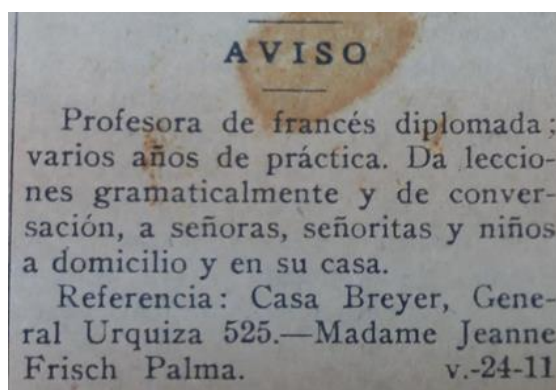 AVISO
Profesora de francés diplomada:
varios años de práctica. Da leccio-
nes gramaticalmente y de conver-
sación, a señoras, señoritas y niños
a domicilio y en su casa.
Referencia: Casa Breyer, Gene-
ral Urquiza 525.—Madame Jeanne
Frisch Palma. v.-24-11